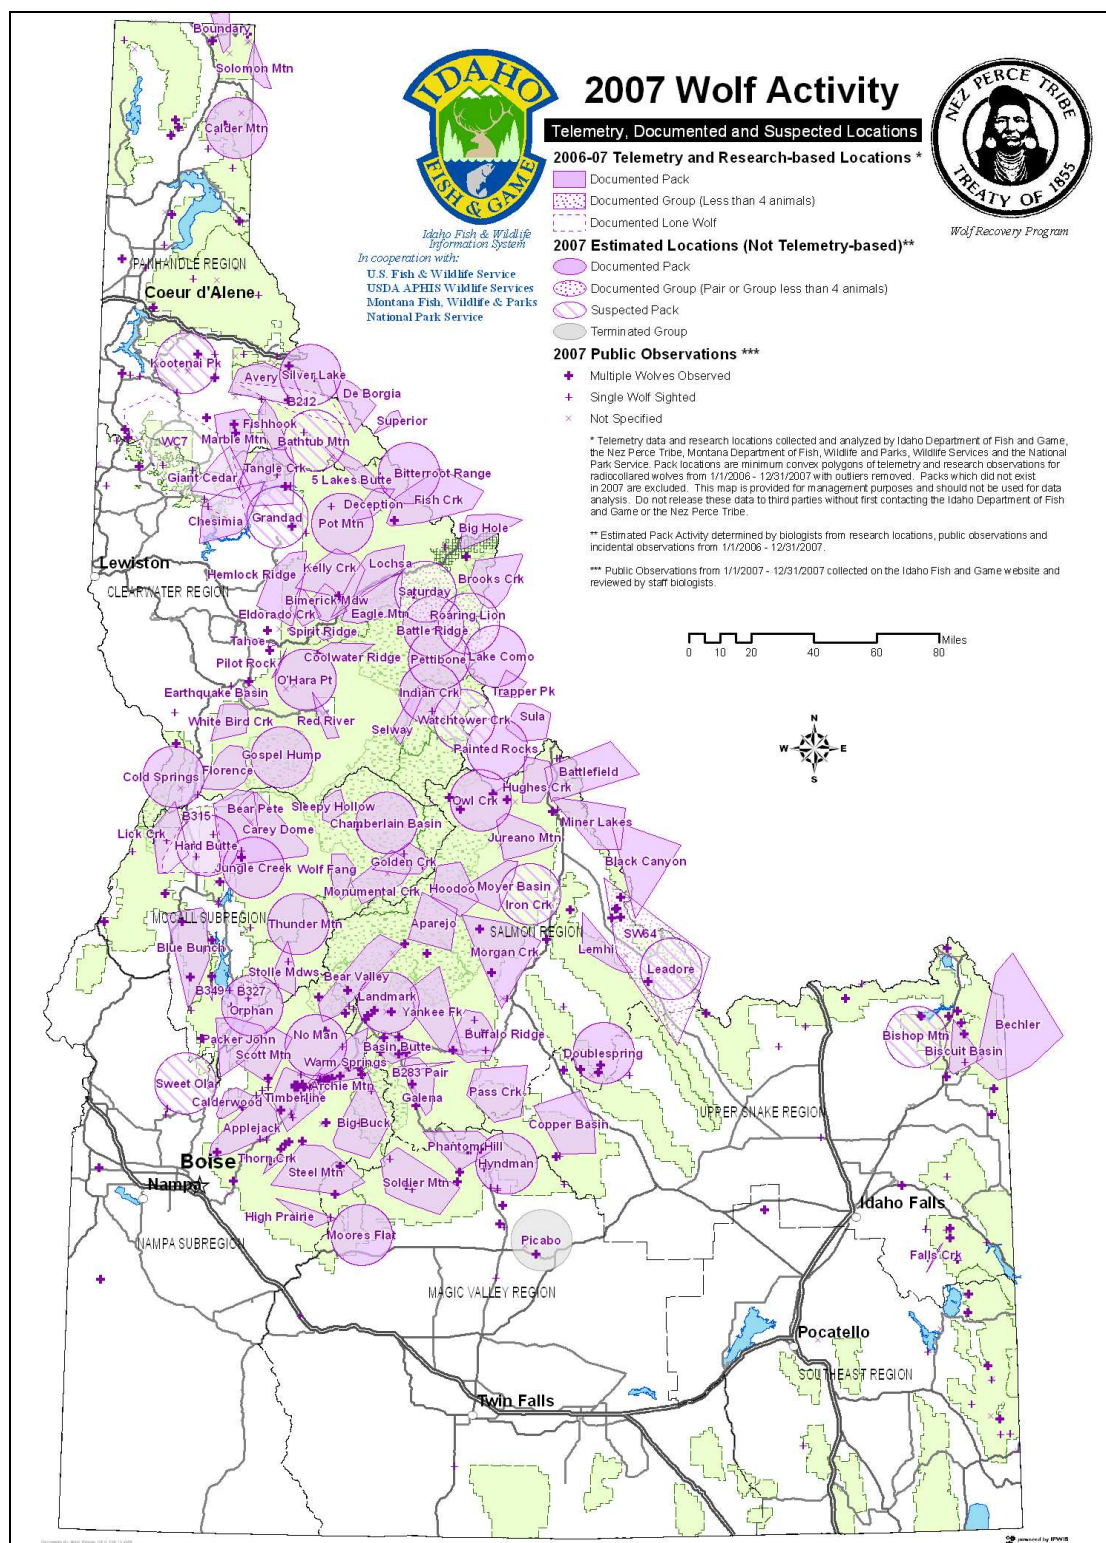 2007 Wolf Activity
Telemetry, Documented and Suspected Locations
IDAHO
FISH & GAME
Idaho Fish & Wildlife
Information System
In cooperation with:
U.S. Fish & Wildlife Service
USDA APHIS Wildlife Services
Montana Fish, Wildlife & Parks
National Park Service
NEZ PERCE TRIBE
TREATY OF 1855
Wolf Recovery Program
2006-07 Telemetry and Research-based Locations *
Documented Pack
Documented Group (Less than 4 animals)
Documented Lone Wolf
2007 Estimated Locations (Not Telemetry-based)**
Documented Pack
Documented Group (Pair or Group less than 4 animals)
Suspected Pack
Terminated Group
2007 Public Observations ***
Multiple Wolves Observed
Single Wolf Sighted
Not Specified
* Telemetry data and research locations collected and analyzed by Idaho Department of Fish and Game,
the Nez Perce Tribe, Montana Department of Fish, Wildlife and Parks, Wildlife Services and the National
Park Service. Pack locations are minimum convex polygons of telemetry and research observations for
radiocollared wolves from 1/1/2006 - 12/31/2007 with outliers removed. Packs which did not exist
in 2007 are excluded. This map is provided for management purposes and should not be used for data
analysis. Do not release these data to third parties without first contacting the Idaho Department of Fish
and Game or the Nez Perce Tribe.
** Estimated Pack Activity determined by biologists from research locations, public observations and
incidental observations from 1/1/2006 - 12/31/2007.
*** Public Observations from 1/1/2007 - 12/31/2007 collected on the Idaho Fish and Game website and
reviewed by staff biologists.
Miles
0 10 20 40 60 80
N
W E
S
Boundary
Solomon Mtn
Calder Mtn
PANHANDLE REGION
Coeur d'Alene
Kootenai Pk
Avery
Silver Lake
De Borgia
B212
Superior
Fishhook
WC7
Marble Mtn
Bathtub Mtn
Tangle Crk
Giant Cedar
5 Lakes Butte
Bitterroot Range
Fish Crk
Deception
Chesimia
Grandad
Pot Mtn
Big Hole
Lewiston
Kelly Crk
Lochsa
Hemlock Ridge
Brooks Crk
CLEARWATER REGION
Bimerick Mdw
Saturday
Eldorado Crk
Eagle Mtn
Roaring Lion
Spirit Ridge
Battle Ridge
Tahoe
Coolwater Ridge
Pettibone
Lake Como
Pilot Rock
O'Hara Pt
Earthquake Basin
Indian Crk
Trapper Pk
White Bird Crk
Red River
Watchtower Crk
Sula
Selway
Gospel Hump
Painted Rocks
Cold Springs
Florence
Battlefield
Hughes Crk
Bear Pete
Sleepy Hollow
Owl Crk
B315
Carey Dome
Chamberlain Basin
Miner Lakes
Lick Crk
Hard Butte
Jureano Mtn
Black Canyon
Jungle Creek
Wolf Fang
Golden Crk
Monumental Crk
Hoodoo
Moyer Basin
Iron Crk
MCCALL SUBREGION
Thunder Mtn
Aparejo
SALMON REGION
SW64
Blue Bunch
Morgan Crk
Lemhi
Leadore
Stolle Mdws
Bear Valley
B349
B327
Landmark
Orphan
Yankee Fk
Bechler
Packer John
No Man
Buffalo Ridge
Bishop Mtn
Scott Mtn
Basin Butte
Doublespring
Biscuit Basin
Warm Springs
B283 Pair
Sweet Ola
Archie Mtn
Calderwood
Timberline
Galena
Pass Crk
UPPER SNAKE REGION
Applejack
Big Buck
Copper Basin
Phantom Hill
Boise
Thorn Crk
Hyndman
Nampa
Steel Mtn
Soldier Mtn
Idaho Falls
High Prairie
Moores Flat
Picabo
NAMPA SUBREGION
Falls Crk
MAGIC VALLEY REGION
Pocatello
SOUTHEAST REGION
Twin Falls
powered by IFWIS